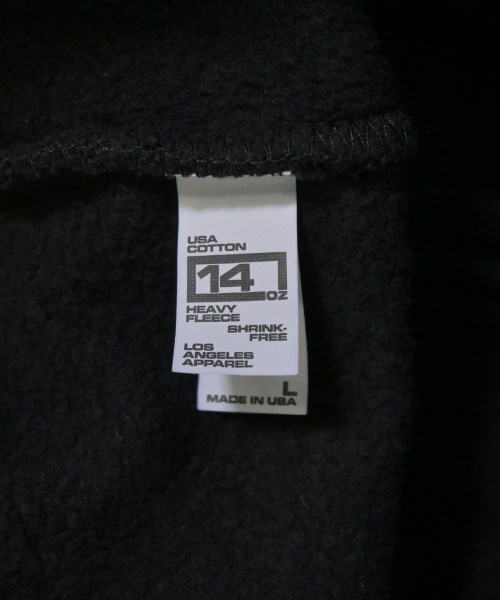 USA
COTTON
14
OZ
HEAVY
FLEECE
SHRINK-
FREE
LOS
ANGELES
APPAREL
L
MADE IN USA